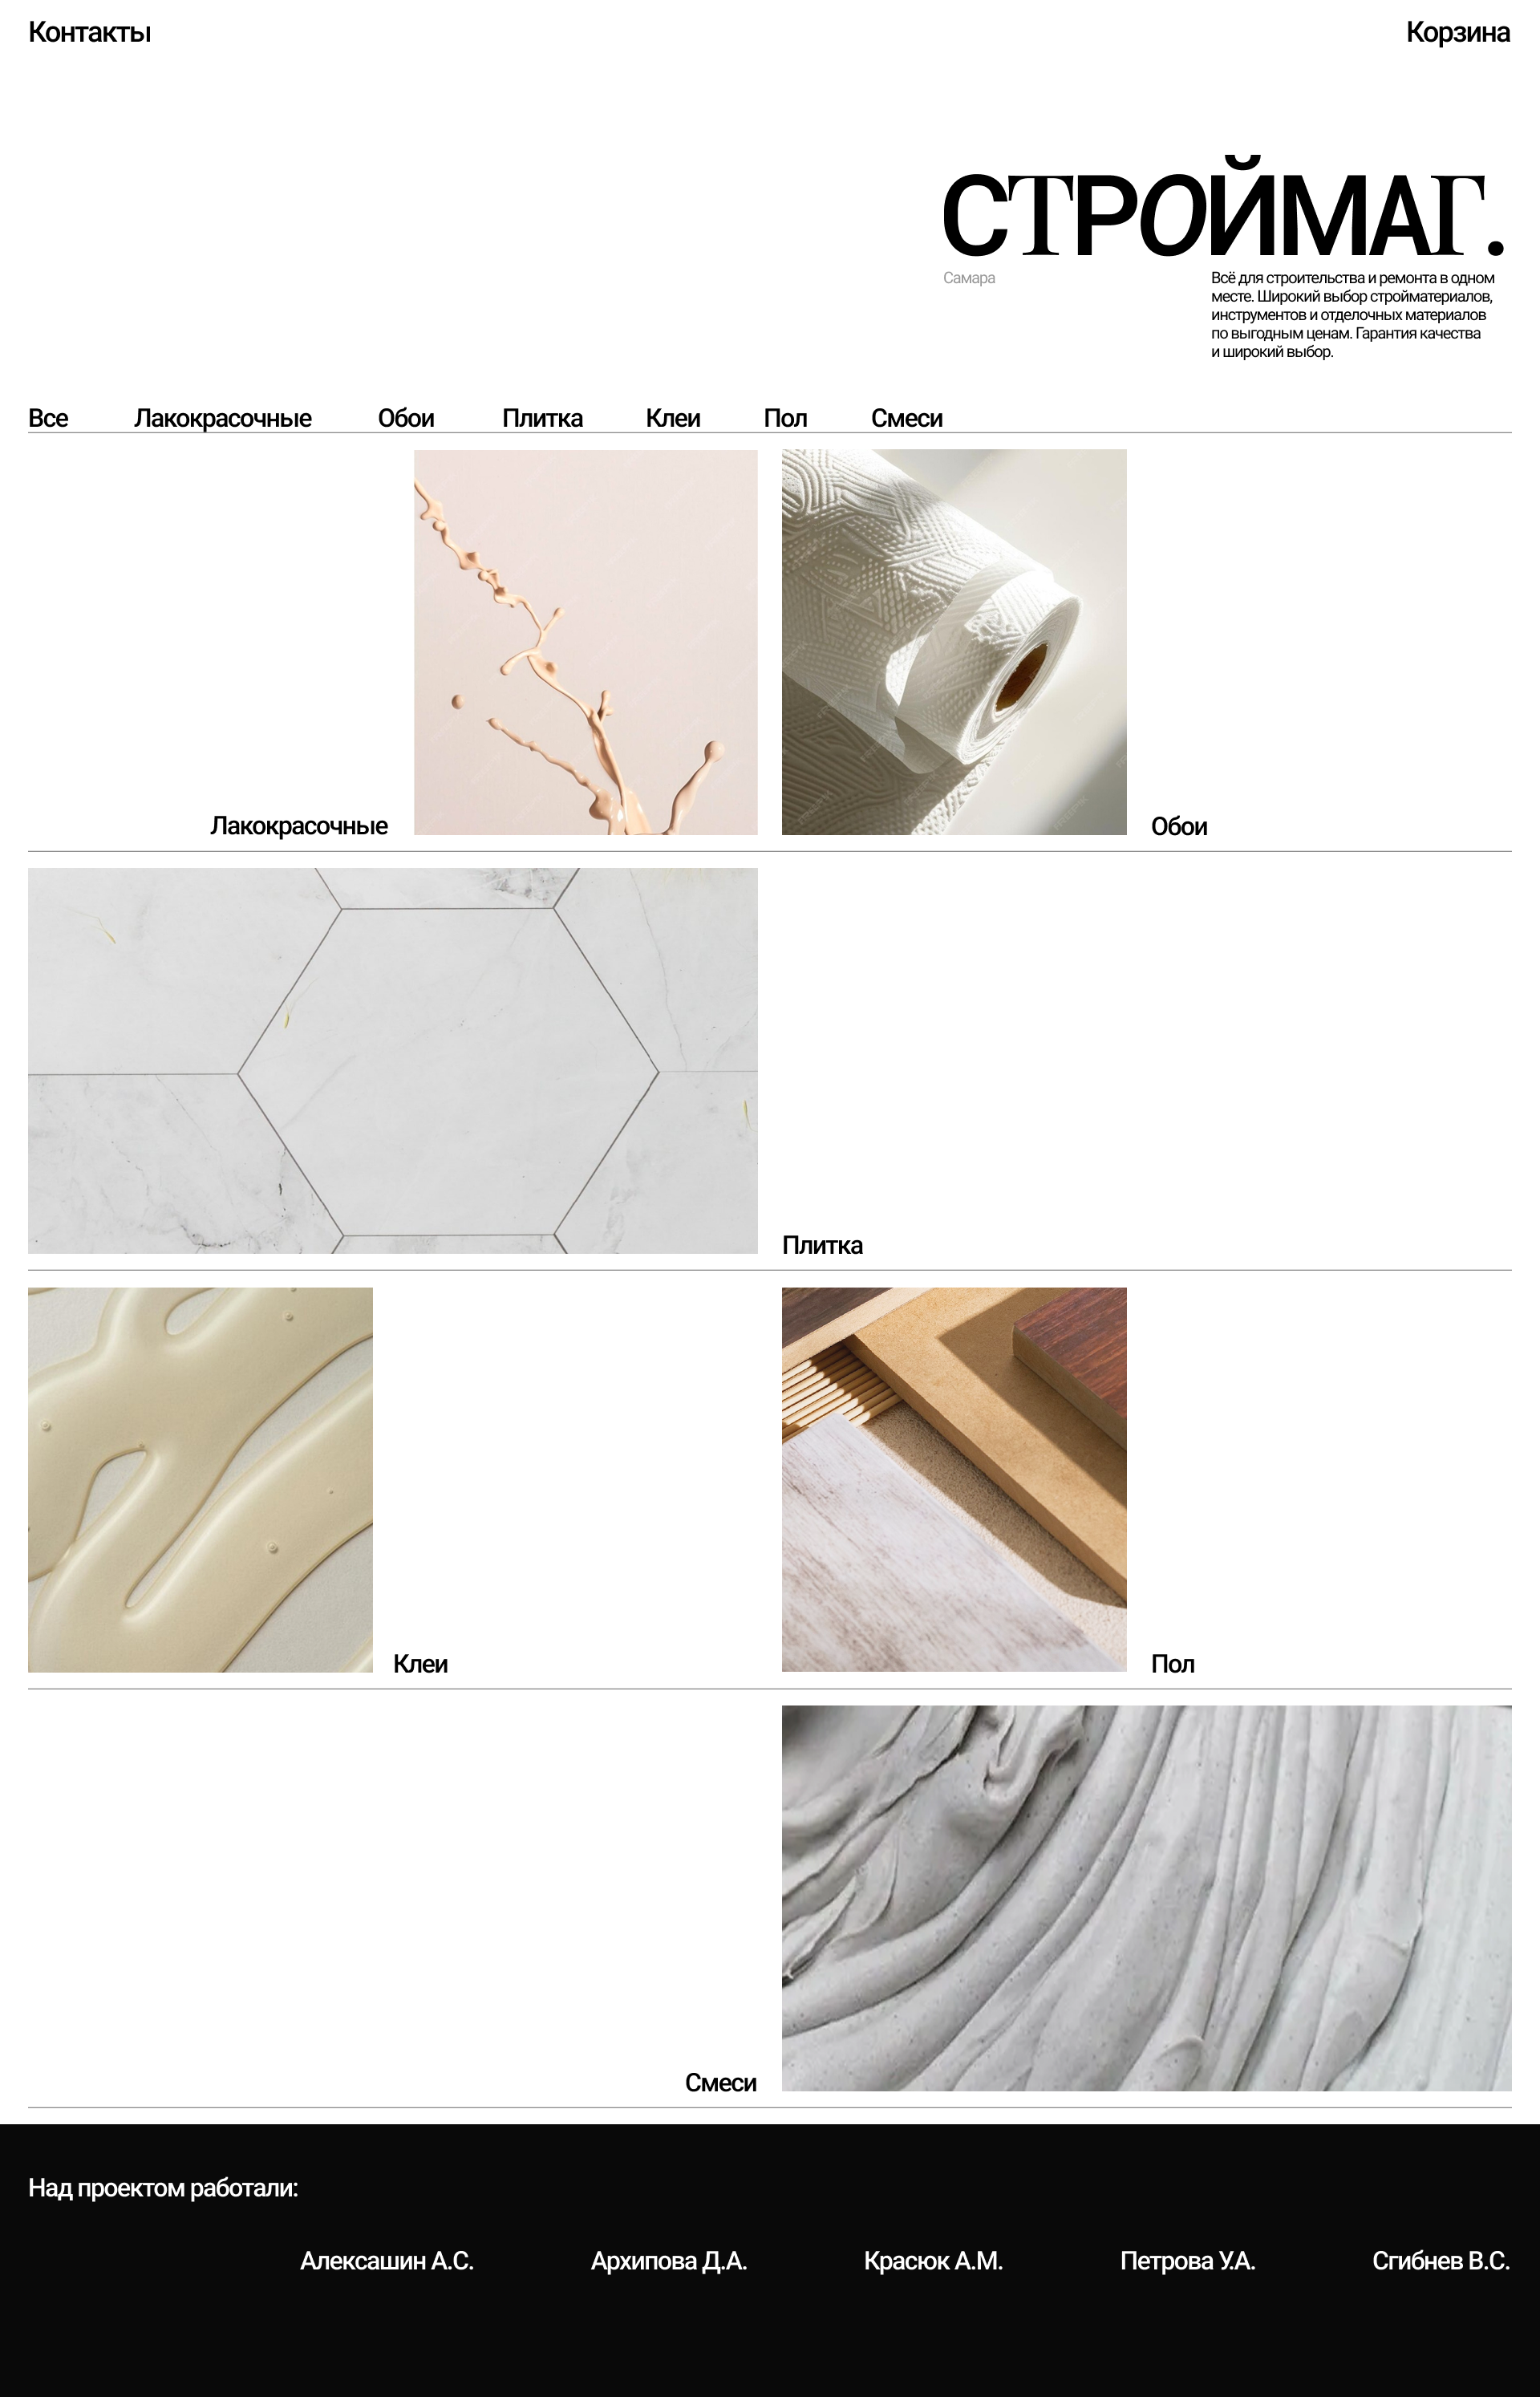 Контакты
Корзина
СТРОЙМАГ.
Самара
Всё для строительства и ремонта в одном
месте. Широкий выбор стройматериалов,
инструментов и отделочных материалов
по выгодным ценам. Гарантия качества
и широкий выбор.
Все Лакокрасочные Обои Плитка Клеи Пол Смеси
Лакокрасочные
Обои
Плитка
Клеи
Пол
Смеси
Над проектом работали:
Алексашин А.С. Архипова Д.А. Красюк А.М. Петрова У.А. Сгибнев В.С.